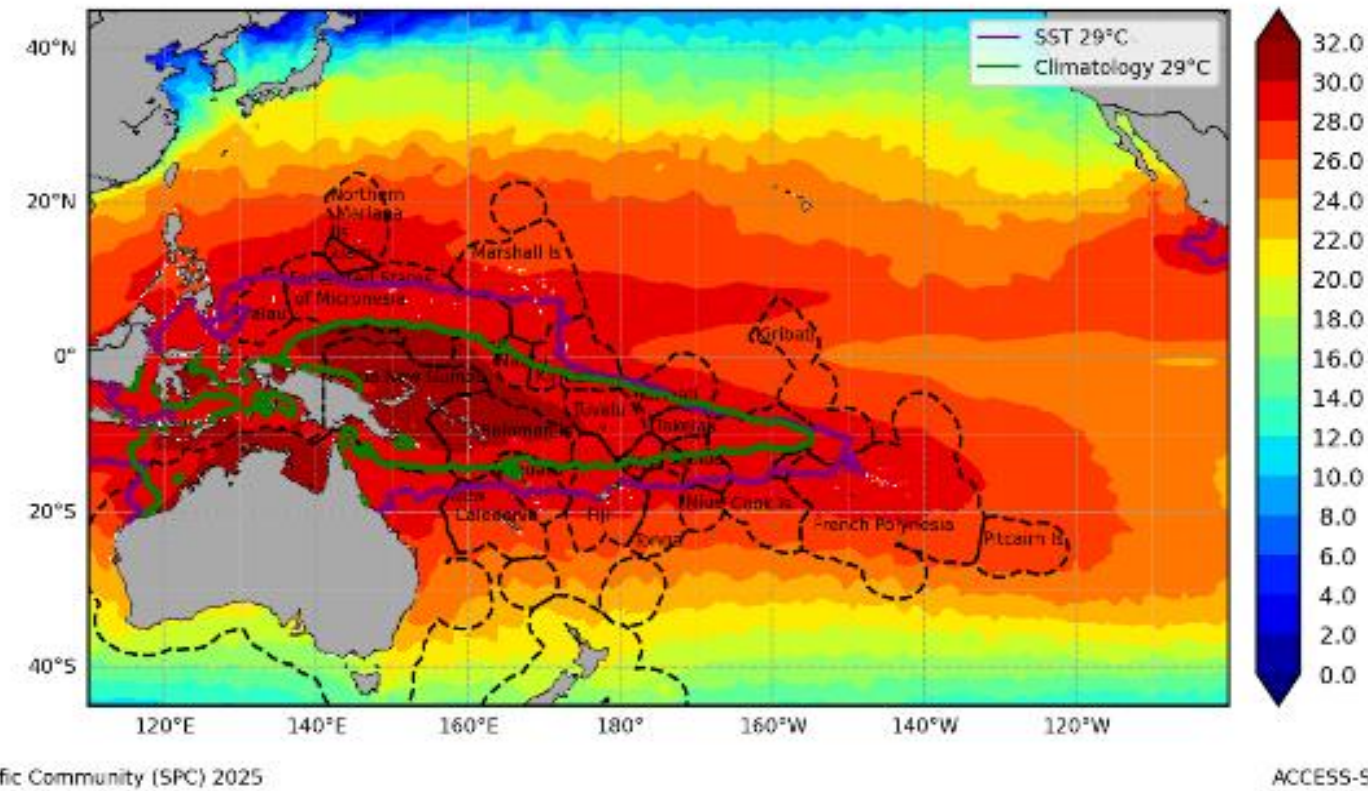 SST 29°C
Climatology 29°C
40°N
20°N
0°
20°S
40°S
120°E
140°E
160°E
180°
160°W
140°W
120°W
32.0
30.0
28.0
26.0
24.0
22.0
20.0
18.0
16.0
14.0
12.0
10.0
8.0
6.0
4.0
2.0
0.0
Northern
Mariana
Marshall Is
of Micronesia
Tuvalu
Tokelau
Caledonia
Fiji
Niue
Cook Is
Tonga
French Polynesia
Pitcairn Is
fic Community (SPC) 2025
ACCESS-S